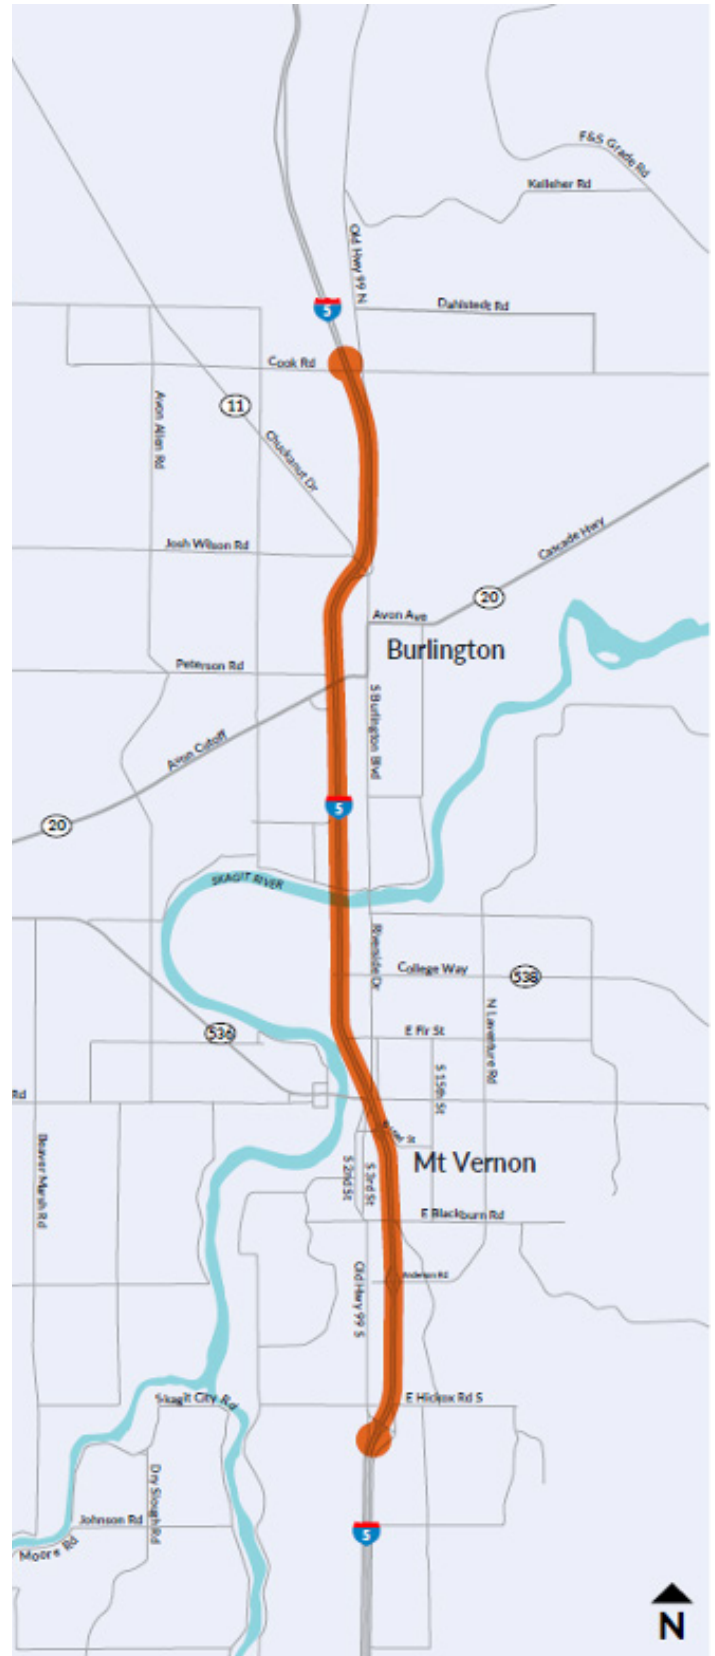 F&S Grade Rd
Kelleher Rd
Old Hwy 99 N
5
Dahlstedt Rd
Cook Rd
11
Avon Allen Rd
Chuckanut Dr
Cascade Hwy
Josh Wilson Rd
20
Avon Ave
Burlington
Peterson Rd
S Burlington Blvd
Avon Cutoff
5
20
SKAGIT RIVER
Riverside Dr
College Way
538
N Laventure Rd
536
E Fir St
S 15th St
Rd
Beaver Marsh Rd
Mt Vernon
S 2nd St
S 3rd St
E Blackburn Rd
Old Hwy 99 S
Anderson Rd
Skagit City Rd
E Hickox Rd S
Dry Slough Rd
Johnson Rd
Moore Rd
5
N